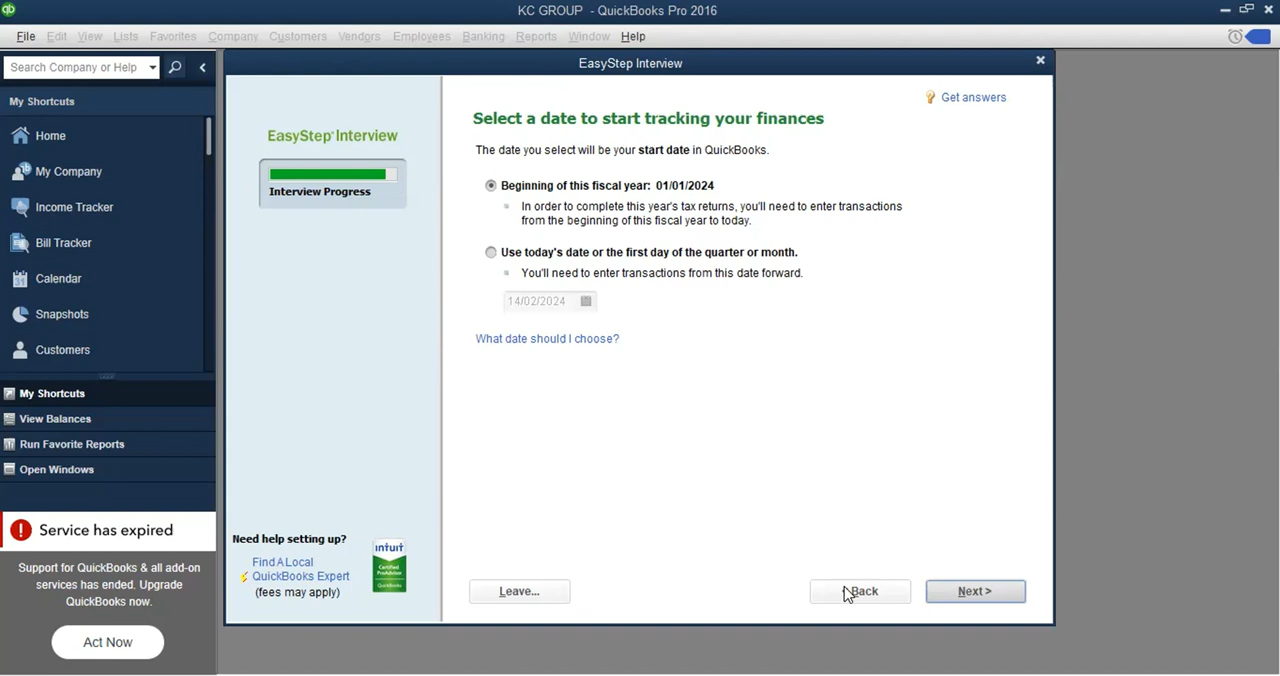 KC GROUP - QuickBooks Pro 2016
File Edit View Lists Favorites Company Customers Vendors Employees Banking Reports Window Help
Search Company or Help
My Shortcuts
Home
My Company
Income Tracker
Bill Tracker
Calendar
Snapshots
Customers
My Shortcuts
View Balances
Run Favorite Reports
Open Windows
Service has expired
Support for QuickBooks & all add-on
services has ended. Upgrade
QuickBooks now.
Act Now
EasyStep Interview
EasyStep Interview
Interview Progress
Need help setting up?
Find A Local
QuickBooks Expert
(fees may apply)
intuit
Certified
ProAdvisor
QuickBooks
Get answers
Select a date to start tracking your finances
The date you select will be your start date in QuickBooks.
Beginning of this fiscal year: 01/01/2024
In order to complete this year's tax returns, you'll need to enter transactions
from the beginning of this fiscal year to today.
Use today's date or the first day of the quarter or month.
You'll need to enter transactions from this date forward.
14/02/2024
What date should I choose?
Leave...
Back
Next >